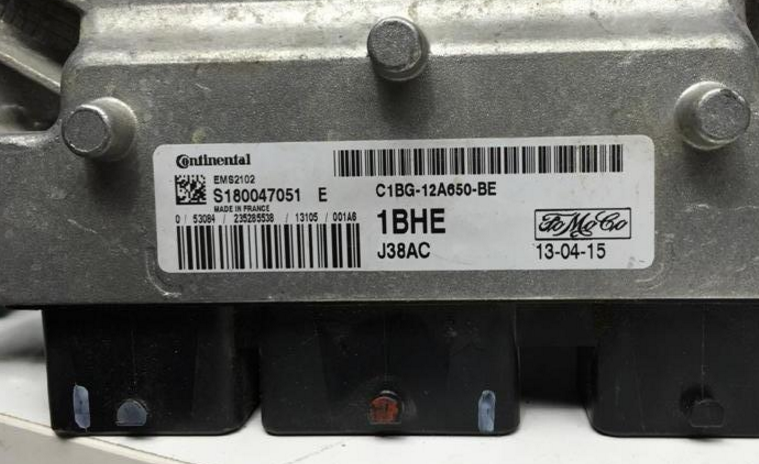 Continental
EMS2102
S180047051 E
MADE IN FRANCE
0 / 53084 / 235285538 / 13105 / 001A6
C1BG-12A650-BE
1BHE
J38AC
FoMoCo
13-04-15